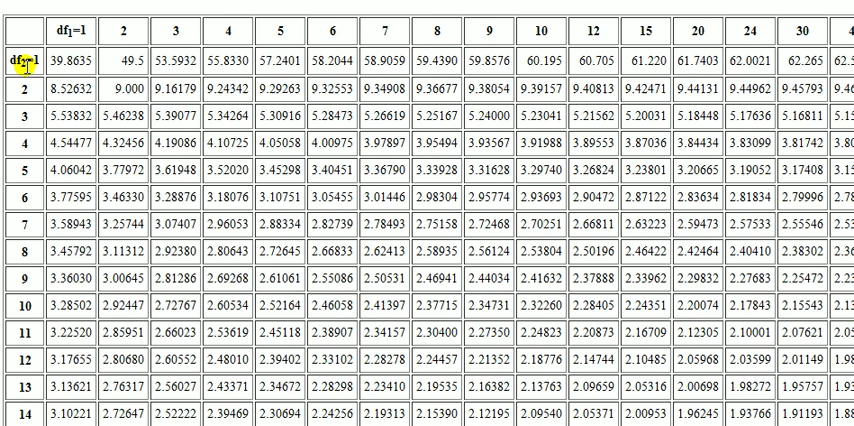 df1=1 2 3 4 5 6 7 8 9 10 12 15 20 24 30
df2=1 39.8635 49.5 53.5932 55.8330 57.2401 58.2044 58.9059 59.4390 59.8576 60.195 60.705 61.220 61.7403 62.0021 62.265
2 8.52632 9.000 9.16179 9.24342 9.29263 9.32553 9.34908 9.36677 9.38054 9.39157 9.40813 9.42471 9.44131 9.44962 9.45793
3 5.53832 5.46238 5.39077 5.34264 5.30916 5.28473 5.26619 5.25167 5.24000 5.23041 5.21562 5.20031 5.18448 5.17636 5.16811
4 4.54477 4.32456 4.19086 4.10725 4.05058 4.00975 3.97897 3.95494 3.93567 3.91988 3.89553 3.87036 3.84434 3.83099 3.81742
5 4.06042 3.77972 3.61948 3.52020 3.45298 3.40451 3.36790 3.33928 3.31628 3.29740 3.26824 3.23801 3.20665 3.19052 3.17408
6 3.77595 3.46330 3.28876 3.18076 3.10751 3.05455 3.01446 2.98304 2.95774 2.93693 2.90472 2.87122 2.83634 2.81834 2.79996
7 3.58943 3.25744 3.07407 2.96053 2.88334 2.82739 2.78493 2.75158 2.72468 2.70251 2.66811 2.63223 2.59473 2.57533 2.55546
8 3.45792 3.11312 2.92380 2.80643 2.72645 2.66833 2.62413 2.58935 2.56124 2.53804 2.50196 2.46422 2.42464 2.40410 2.38302
9 3.36030 3.00645 2.81286 2.69268 2.61061 2.55086 2.50531 2.46941 2.44034 2.41632 2.37888 2.33962 2.29832 2.27683 2.25472
10 3.28502 2.92447 2.72767 2.60534 2.52164 2.46058 2.41397 2.37715 2.34731 2.32260 2.28405 2.24351 2.20074 2.17843 2.15543
11 3.22520 2.85951 2.66023 2.53619 2.45118 2.38907 2.34157 2.30400 2.27350 2.24823 2.20873 2.16709 2.12305 2.10001 2.07621
12 3.17655 2.80680 2.60552 2.48010 2.39402 2.33102 2.28278 2.24457 2.21352 2.18776 2.14744 2.10485 2.05968 2.03599 2.01149
13 3.13621 2.76317 2.56027 2.43371 2.34672 2.28298 2.23410 2.19535 2.16382 2.13763 2.09659 2.05316 2.00698 1.98272 1.95757
14 3.10221 2.72647 2.52222 2.39469 2.30694 2.24256 2.19313 2.15390 2.12195 2.09540 2.05371 2.00953 1.96245 1.93766 1.91193